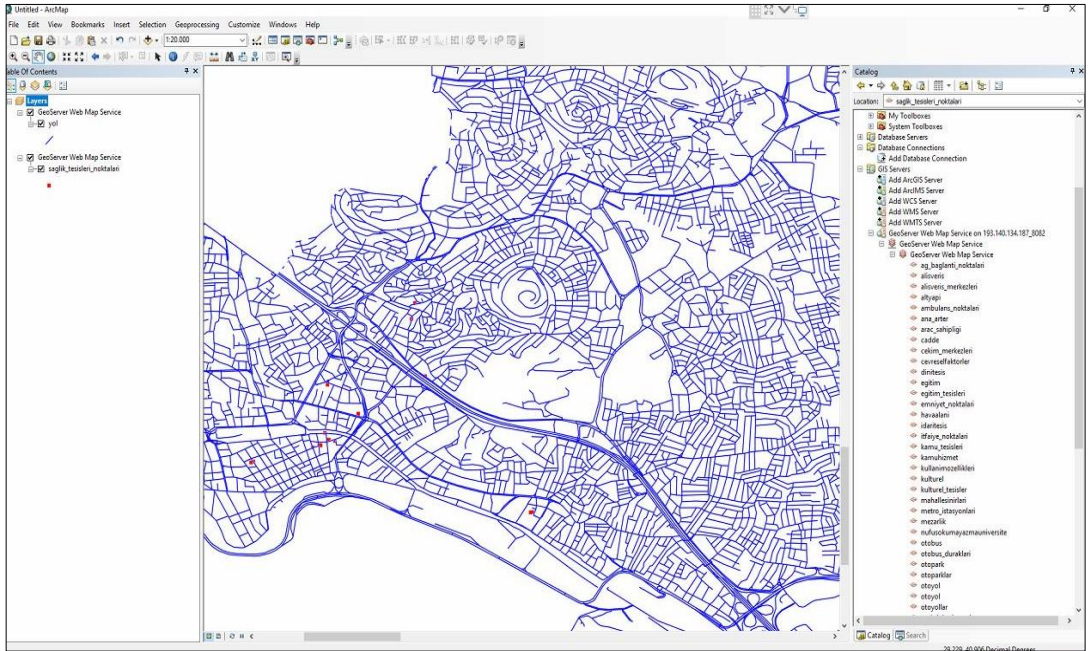 Untitled - ArcMap
File Edit View Bookmarks Insert Selection Geoprocessing Customize Windows Help
1:20.000
Table Of Contents
Layers
GeoServer Web Map Service
yol
GeoServer Web Map Service
saglik_tesisleri_noktalari
Catalog
Location: saglik_tesisleri_noktalari
My Toolboxes
System Toolboxes
Database Servers
Database Connections
Add Database Connection
GIS Servers
Add ArcGIS Server
Add ArcIMS Server
Add WCS Server
Add WMS Server
Add WMTS Server
GeoServer Web Map Service on 193.140.134.187_8082
GeoServer Web Map Service
GeoServer Web Map Service
ag_baglanti_noktalari
alisveris
alisveris_merkezleri
altyapi
ambulans_noktalari
ana_arter
arac_sahipligi
cadde
cekim_merkezleri
cevreselfaktorler
dinitesis
egitim
egitim_tesisleri
emniyet_noktalari
havaalani
idaritesis
itfaiye_noktalari
kamu_tesisleri
kamuhizmet
kullanimozellikleri
kulturel
kulturel_tesisler
mahallesinirlari
metro_istasyonlari
mezarlik
nufusokumayazmauniversite
otobus
otobus_duraklari
otopark
otoparklar
otoyol
otoyol
otoyollar
Catalog Search
29,229 40,906 Decimal Degrees